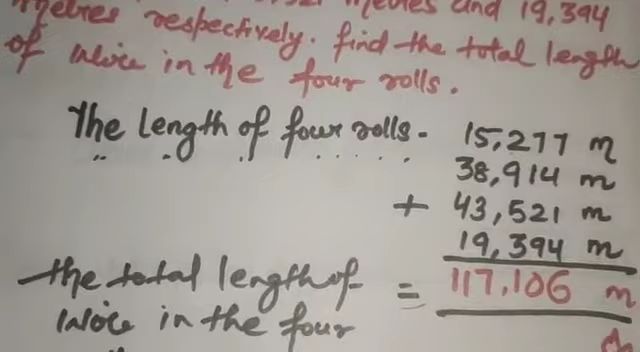 metres respectively. find the total length
of wire in the four rolls.
The length of four rolls - 15,277 m
" " " 38,914 m
+ 43,521 m
19,394 m
the total length of = 117,106 m
wire in the four